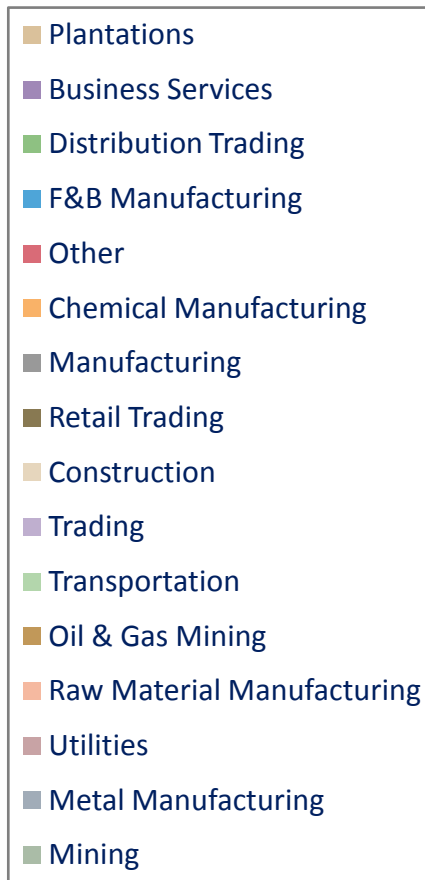 Plantations
Business Services
Distribution Trading
F&B Manufacturing
Other
Chemical Manufacturing
Manufacturing
Retail Trading
Construction
Trading
Transportation
Oil & Gas Mining
Raw Material Manufacturing
Utilities
Metal Manufacturing
Mining